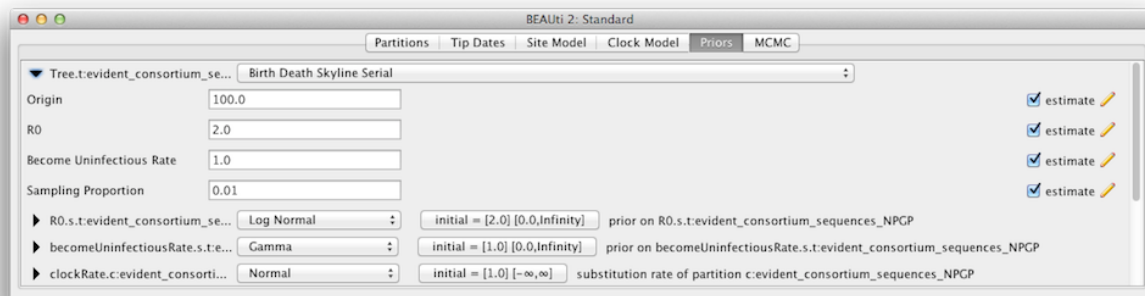 BEAUti 2: Standard
Partitions Tip Dates Site Model Clock Model Priors MCMC
Tree.t:evident_consortium_se... Birth Death Skyline Serial
Origin 100.0 estimate
R0 2.0 estimate
Become Uninfectious Rate 1.0 estimate
Sampling Proportion 0.01 estimate
R0.s.t:evident_consortium_se... Log Normal initial = [2.0] [0.0,Infinity] prior on R0.s.t:evident_consortium_sequences_NPGP
becomeUninfectiousRate.s.t:e... Gamma initial = [1.0] [0.0,Infinity] prior on becomeUninfectiousRate.s.t:evident_consortium_sequences_NPGP
clockRate.c:evident_consorti... Normal initial = [1.0] [-∞,∞] substitution rate of partition c:evident_consortium_sequences_NPGP